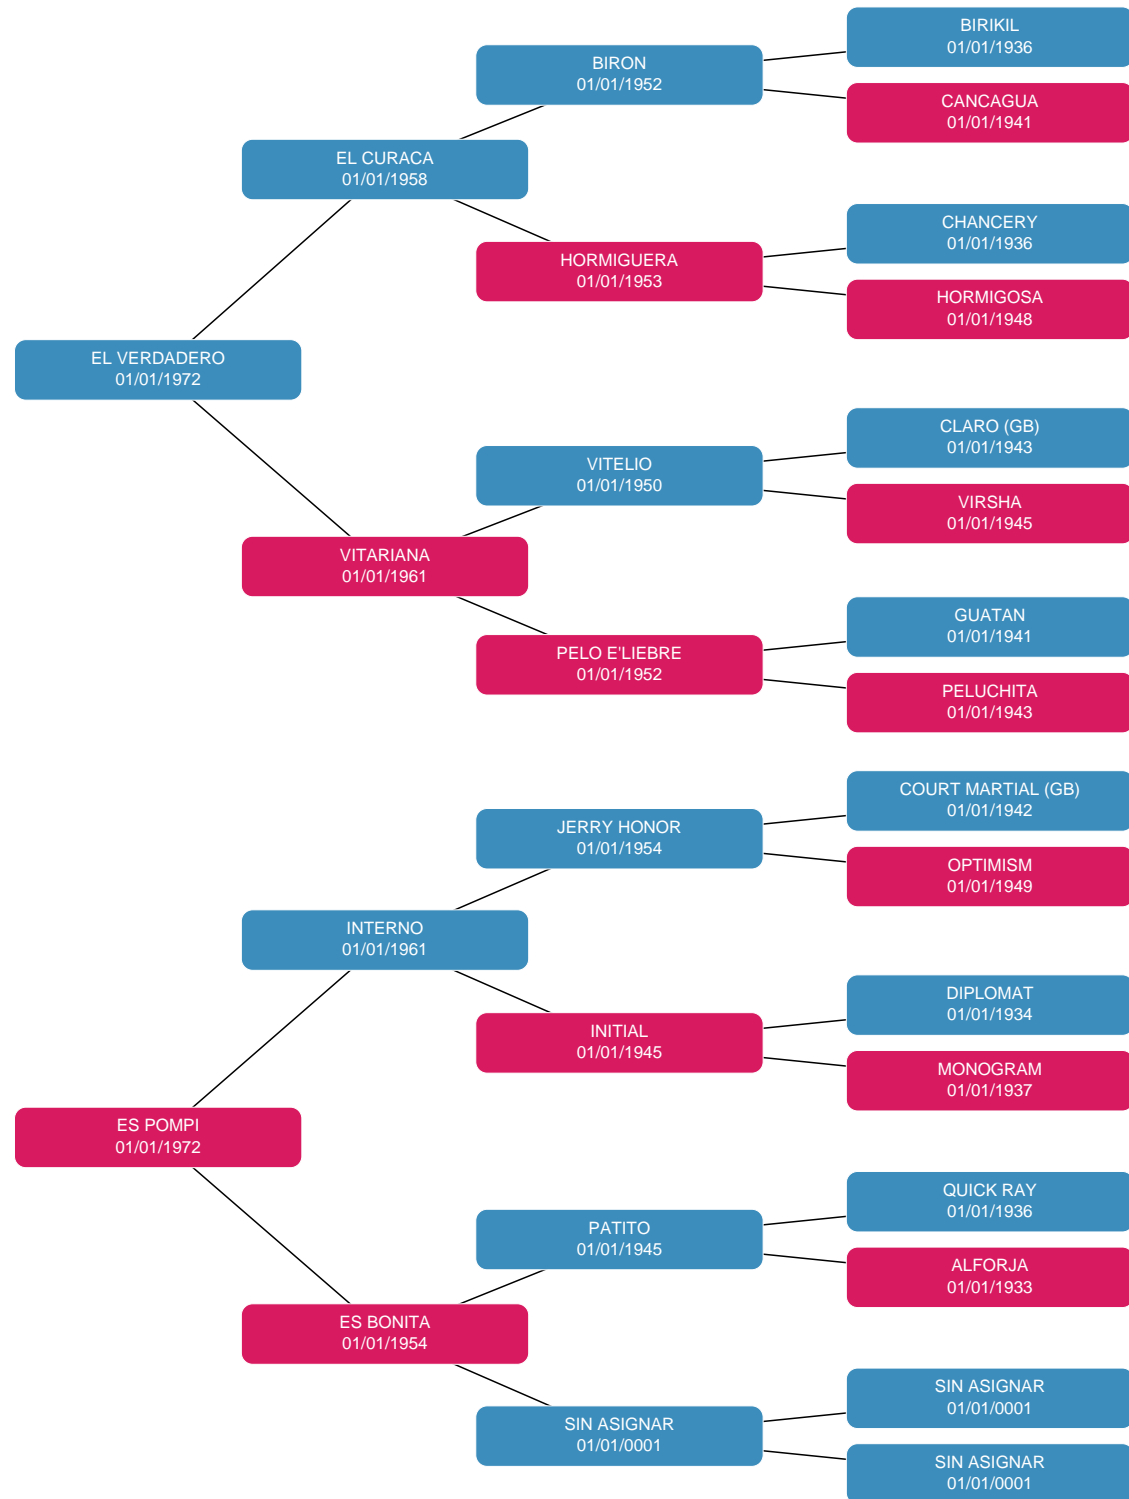 BIRIKIL
01/01/1936
BIRON
01/01/1952
CANCAGUA
01/01/1941
EL CURACA
01/01/1958
CHANCERY
01/01/1936
HORMIGUERA
01/01/1953
HORMIGOSA
01/01/1948
EL VERDADERO
01/01/1972
CLARO (GB)
01/01/1943
VITELIO
01/01/1950
VIRSHA
01/01/1945
VITARIANA
01/01/1961
GUATAN
01/01/1941
PELO E'LIEBRE
01/01/1952
PELUCHITA
01/01/1943
COURT MARTIAL (GB)
01/01/1942
JERRY HONOR
01/01/1954
OPTIMISM
01/01/1949
INTERNO
01/01/1961
DIPLOMAT
01/01/1934
INITIAL
01/01/1945
MONOGRAM
01/01/1937
ES POMPI
01/01/1972
QUICK RAY
01/01/1936
PATITO
01/01/1945
ALFORJA
01/01/1933
ES BONITA
01/01/1954
SIN ASIGNAR
01/01/0001
SIN ASIGNAR
01/01/0001
SIN ASIGNAR
01/01/0001